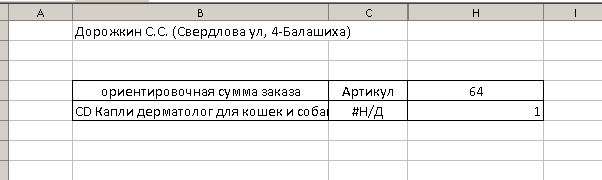 A B C H I
Дорожкин С.С. (Свердлова ул, 4-Балашиха)
ориентировочная сумма заказа Артикул 64
CD Капли дерматолог для кошек и соба #Н/Д 1